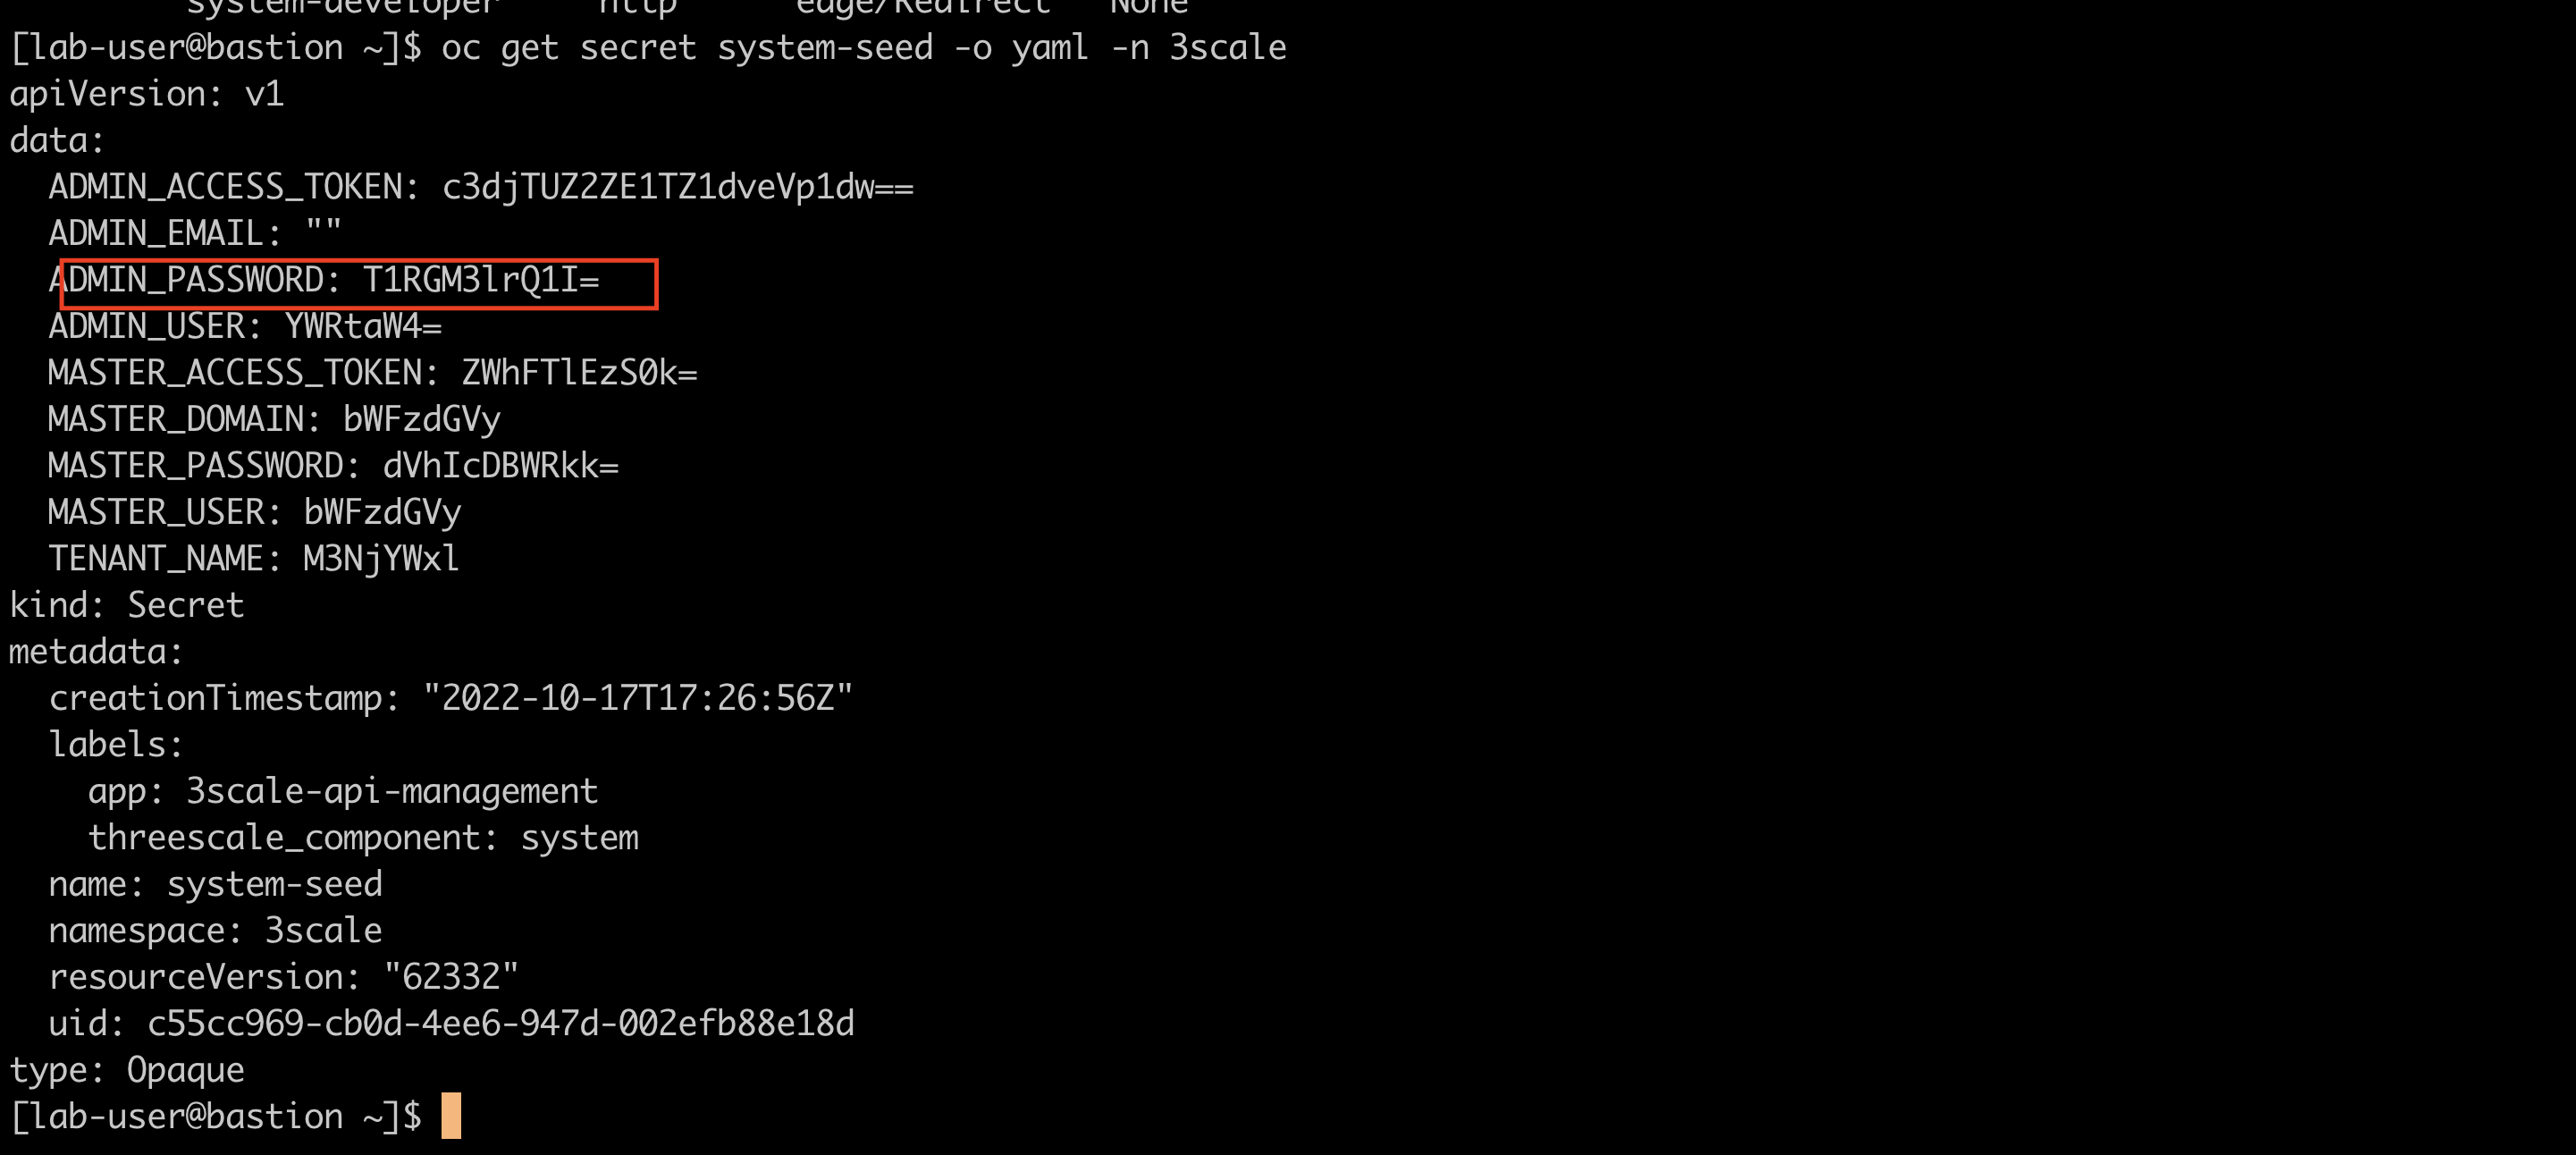 system-developer http edge/Redirect None
[lab-user@bastion ~]$ oc get secret system-seed -o yaml -n 3scale
apiVersion: v1
data:
  ADMIN_ACCESS_TOKEN: c3djTUZ2ZE1TZ1dveVp1dw==
  ADMIN_EMAIL: ""
  ADMIN_PASSWORD: T1RGM3lrQ1I=
  ADMIN_USER: YWRtaW4=
  MASTER_ACCESS_TOKEN: ZWhFTlEzS0k=
  MASTER_DOMAIN: bWFzdGVy
  MASTER_PASSWORD: dVhIcDBWRkk=
  MASTER_USER: bWFzdGVy
  TENANT_NAME: M3NjYWxl
kind: Secret
metadata:
  creationTimestamp: "2022-10-17T17:26:56Z"
  labels:
    app: 3scale-api-management
    threescale_component: system
  name: system-seed
  namespace: 3scale
  resourceVersion: "62332"
  uid: c55cc969-cb0d-4ee6-947d-002efb88e18d
type: Opaque
[lab-user@bastion ~]$